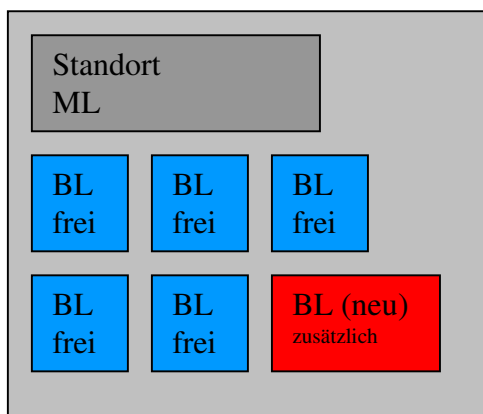 Standort
ML
BL
frei
BL
frei
BL
frei
BL
frei
BL
frei
BL (neu)
zusätzlich